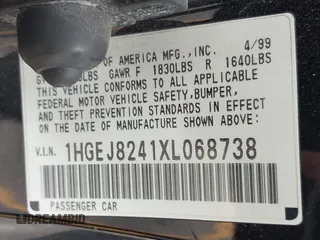 OF AMERICA MFG., INC. 4/99
LBS GAWR F 1830LBS R 1640LBS
THIS VEHICLE CONFORMS TO ALL APPLICABLE
FEDERAL MOTOR VEHICLE SAFETY, BUMPER,
AND THEFT PREVENTION STANDARDS IN EFFECT
ON THE DATE OF MANUFACTURE SHOWN ABOVE.
V.I.N. 1HGEJ8241XL068738
PASSENGER CAR